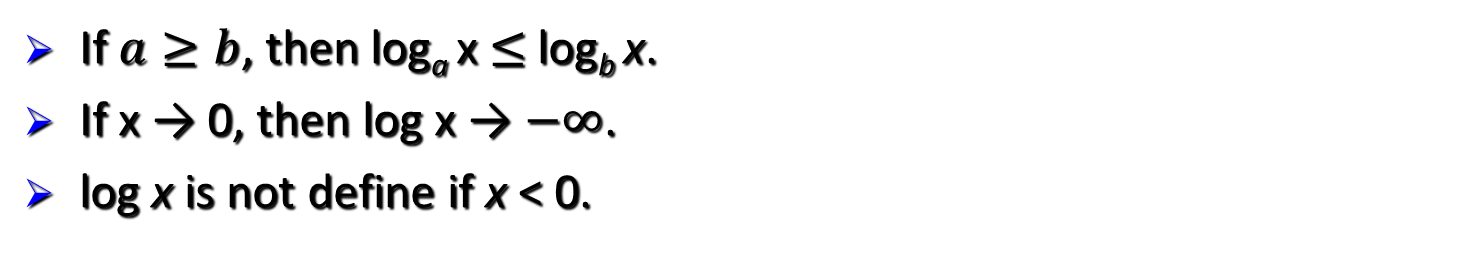 ➢ If a ≥ b, then logₐ x ≤ log_b x.
➢ If x → 0, then log x → −∞.
➢ log x is not define if x < 0.